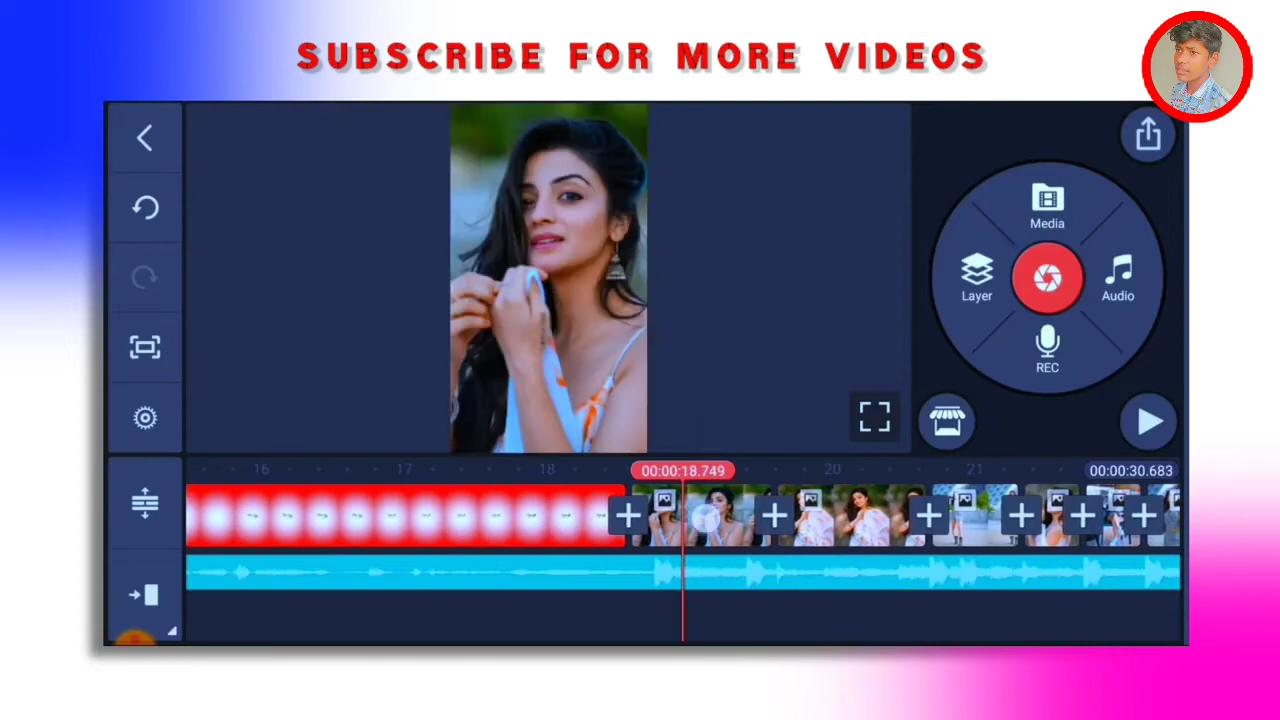 SUBSCRIBE FOR MORE VIDEOS
Media
Layer
Audio
REC
16
17
18
00:00:18.749
20
21
00:00:30.683